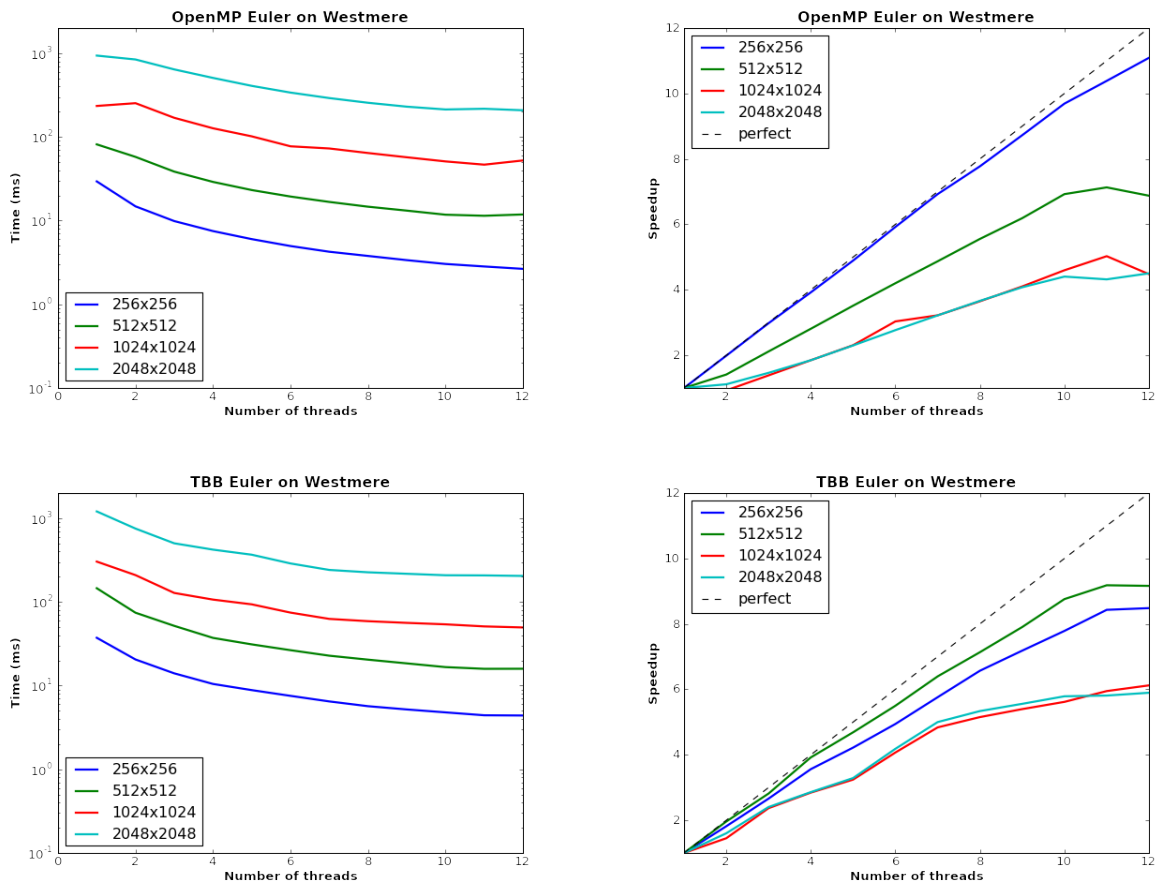 OpenMP Euler on Westmere
10^3
10^2
10^1
10^0
10^-1
Time (ms)
256x256
512x512
1024x1024
2048x2048
0 2 4 6 8 10 12
Number of threads
OpenMP Euler on Westmere
12
10
8
6
4
2
Speedup
256x256
512x512
1024x1024
2048x2048
perfect
2 4 6 8 10 12
Number of threads
TBB Euler on Westmere
10^3
10^2
10^1
10^0
10^-1
Time (ms)
256x256
512x512
1024x1024
2048x2048
0 2 4 6 8 10 12
Number of threads
TBB Euler on Westmere
12
10
8
6
4
2
Speedup
256x256
512x512
1024x1024
2048x2048
perfect
2 4 6 8 10 12
Number of threads